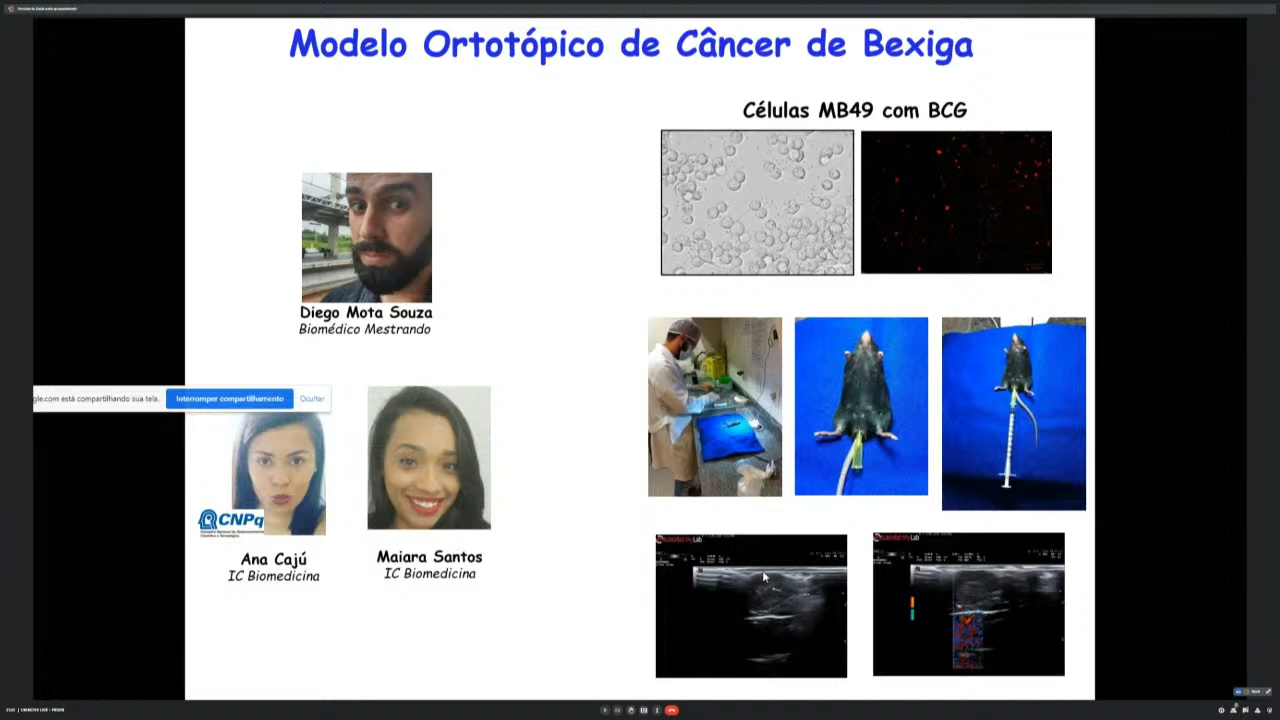 Modelo Ortotópico de Câncer de Bexiga
Células MB49 com BCG
Diego Mota Souza
Biomédico Mestrando
gle.com está compartilhando sua tela.
Interromper compartilhamento
Ocultar
CNPq
Ana Cajú
IC Biomedicina
Maiara Santos
IC Biomedicina